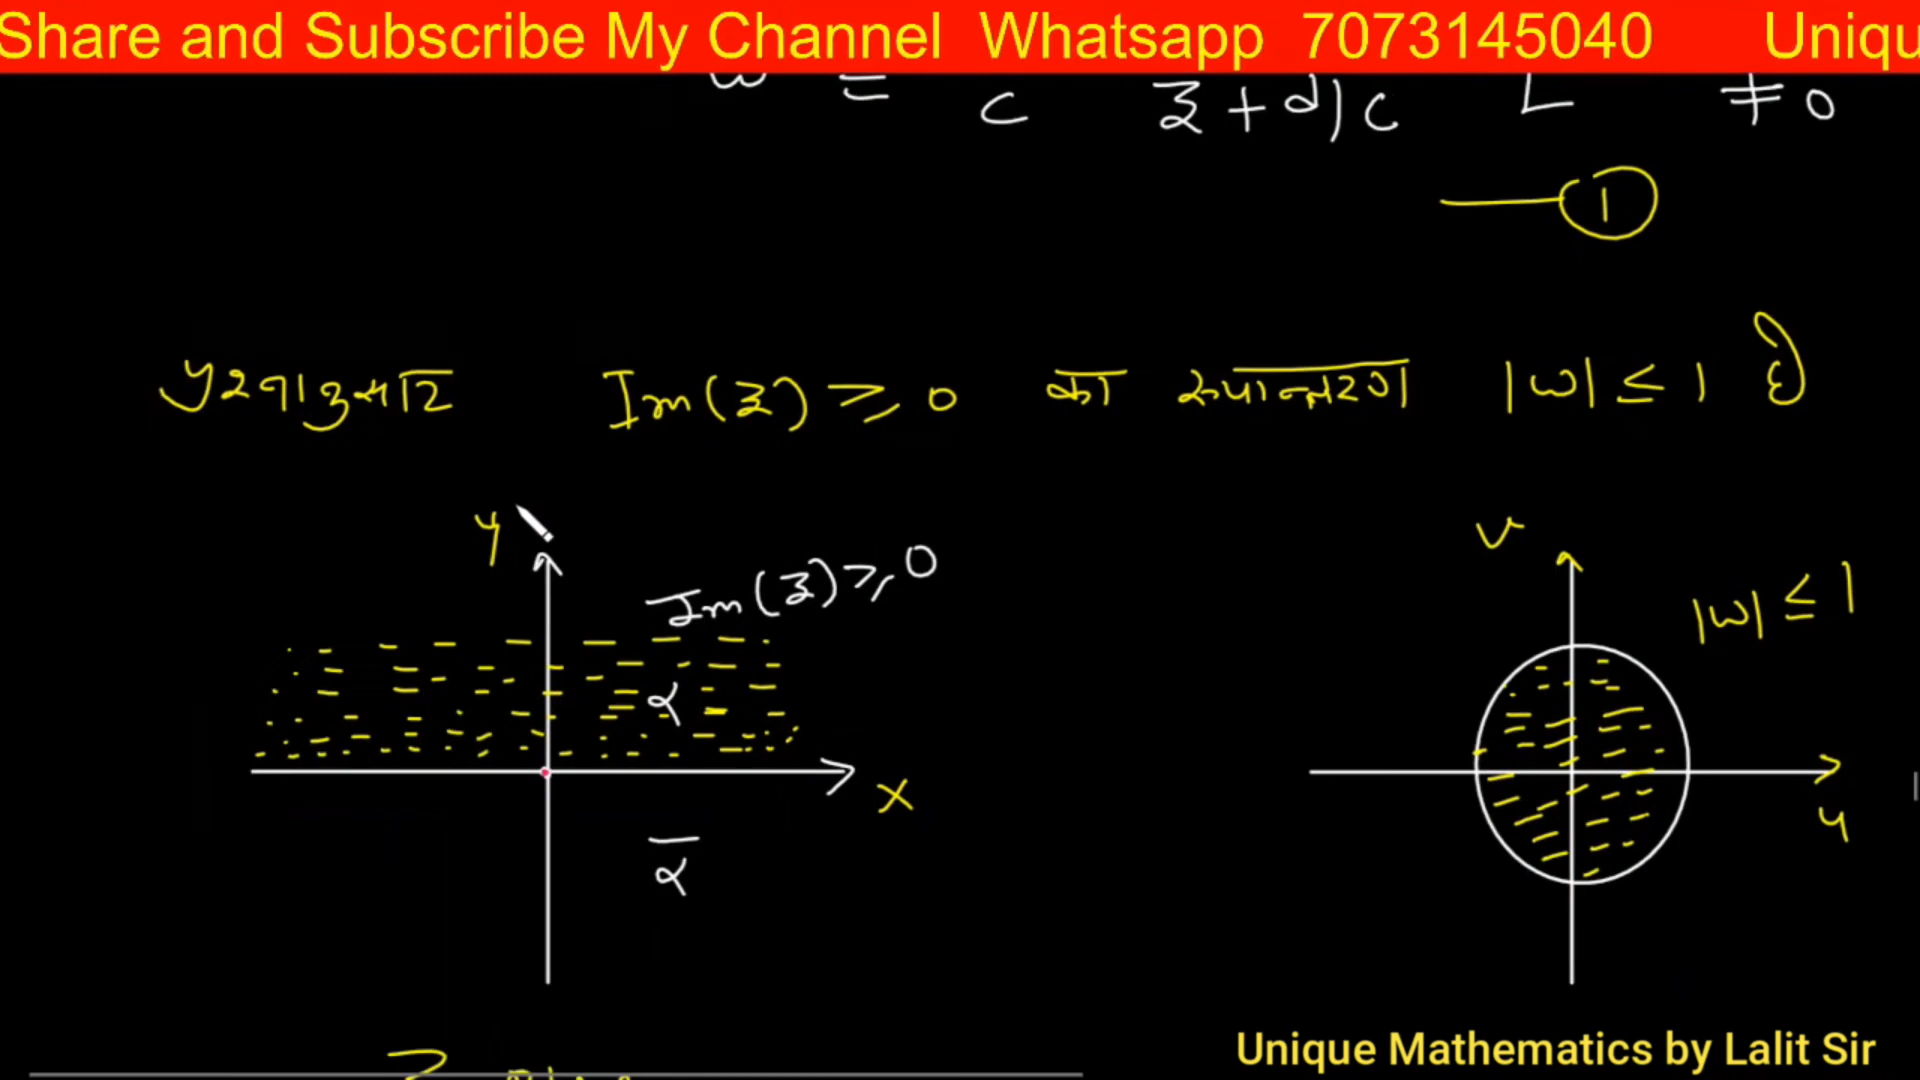 Share and Subscribe My Channel Whatsapp 7073145040 Uniqu
w = c z+d/c ≠ 0
1
प्रश्नानुसार Im(z) ≥ 0 का रूपान्तरण |w| ≤ 1 है
y v
Im(z) ≥ 0 |w| ≤ 1
α
x u
ᾱ
Unique Mathematics by Lalit Sir